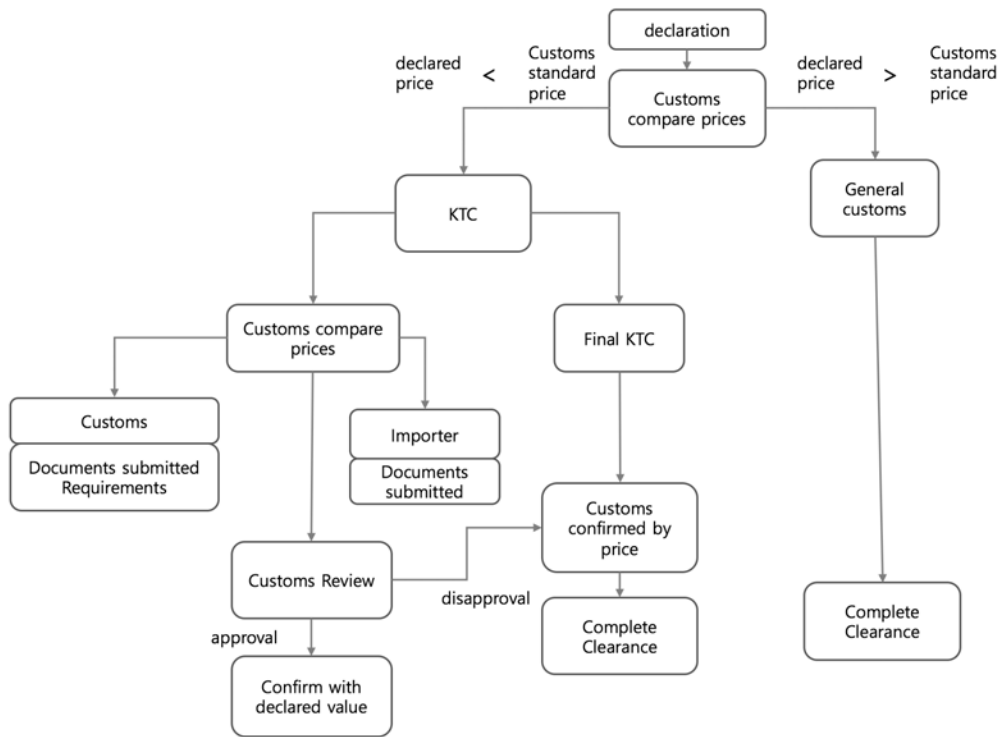 declaration
declared
price
<
Customs
standard
price
declared
price
>
Customs
standard
price
Customs
compare prices
General
customs
KTC
Customs compare
prices
Final KTC
Customs
Documents submitted
Requirements
Importer
Documents
submitted
Customs
confirmed by
price
Customs Review
disapproval
approval
Complete
Clearance
Complete
Clearance
Confirm with
declared value